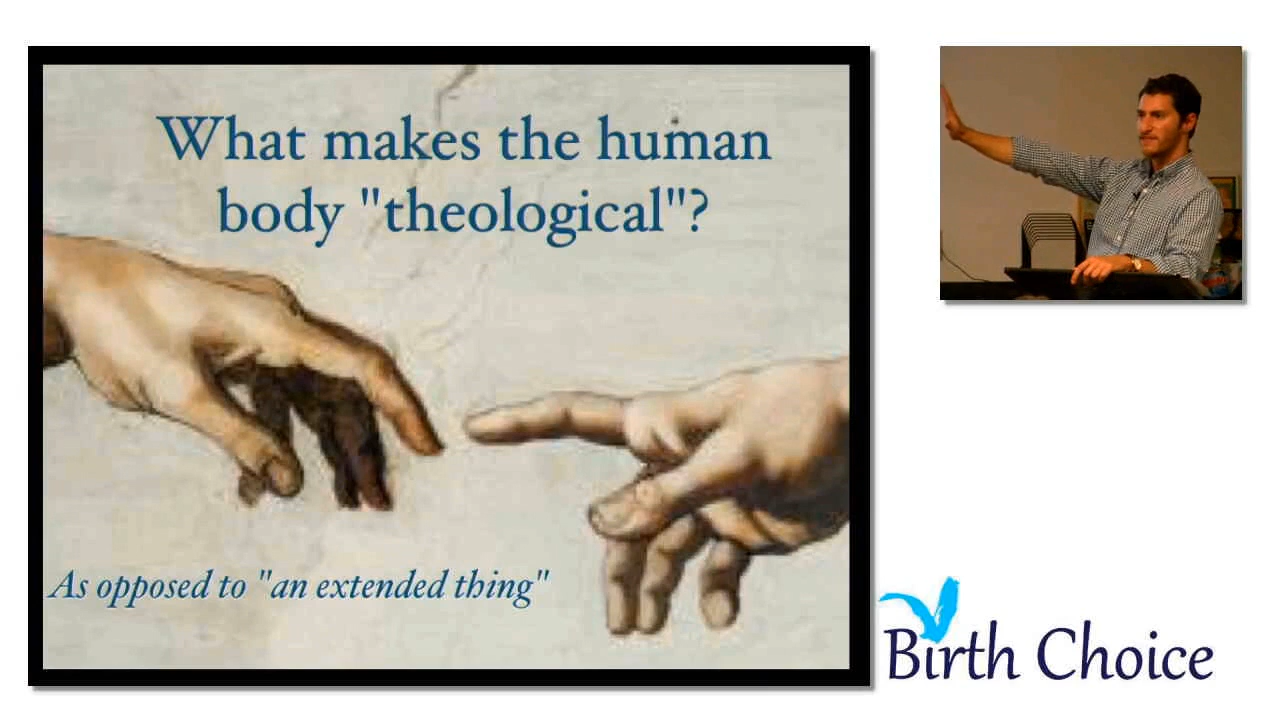 What makes the human
body "theological"?
As opposed to "an extended thing"
Birth Choice